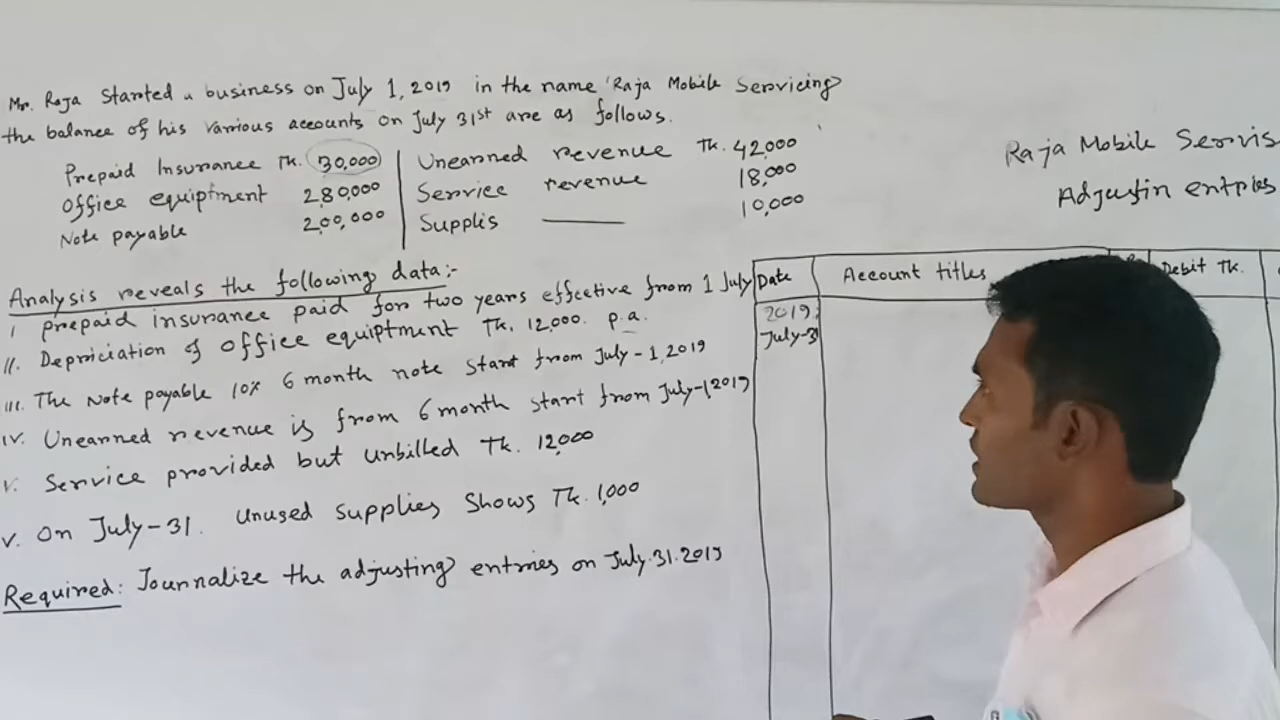 Mr. Raja Started a business on July 1, 2019 in the name 'Raja Mobile Servicing
the balance of his various accounts on July 31st are as follows.
Prepaid Insurance Tk. 30,000
Office equiptment 280,000
Note payable 200,000
Unearned revenue Tk. 42,000
Service revenue 18,000
Supplis 10,000
Analysis reveals the following data:-
I prepaid insurance paid for two years effective from 1 July
II. Depriciation of office equiptment Tk. 12,000. p.a.
III. The Note payable 10% 6 month note Start from July-1,2019
IV. Unearned revenue is from 6 month Start from July-1,2019
V. Service provided but unbilled Tk. 12,000
V. On July-31. Unused supplies Shows Tk. 1,000
Required: Journalize the adjusting entries on July.31.2019
Raja Mobile Servis
Adjustin entries
Date Account titles Debit Tk.
2019
July-31